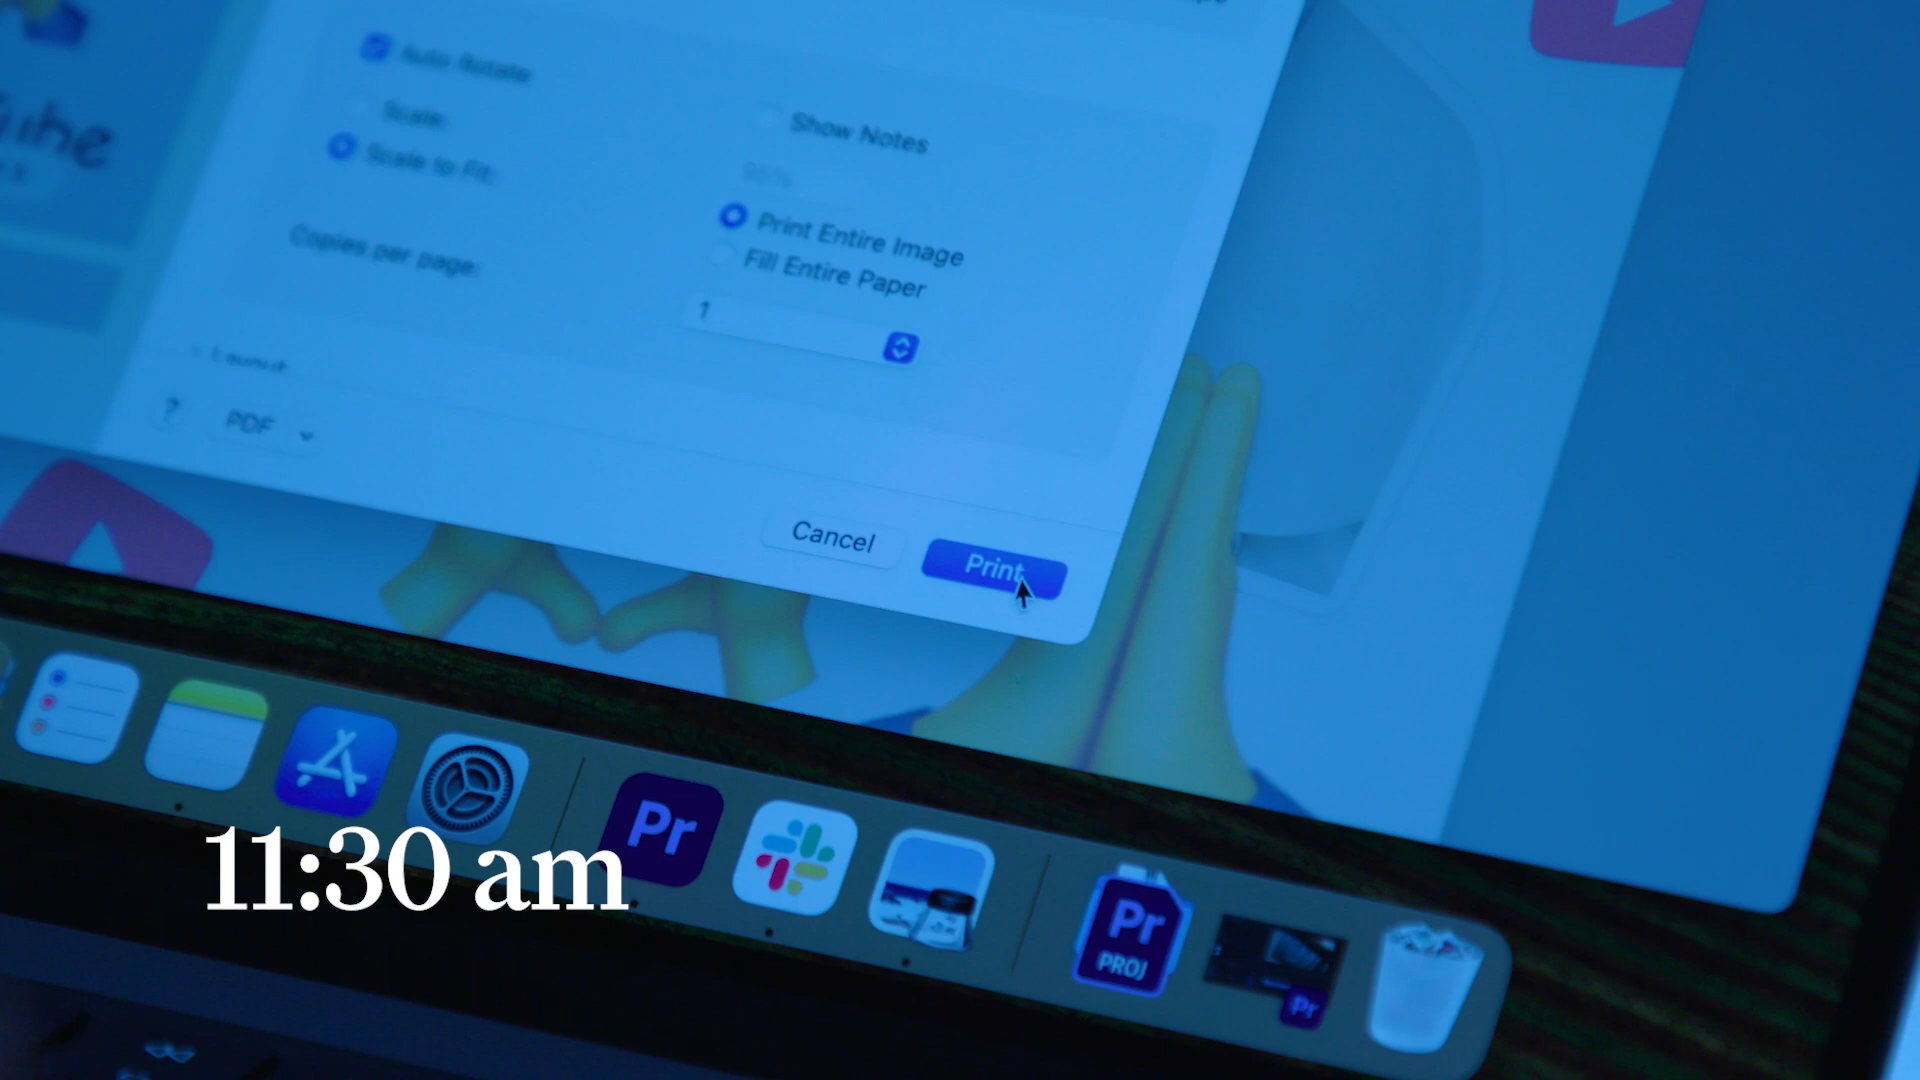 Auto Rotate
Scale:
Show Notes
Scale to Fit:
95%
Print Entire Image
Fill Entire Paper
Copies per page:
1
?
PDF
Cancel
Print
Pr
Pr
PROJ
Pr
11:30 am